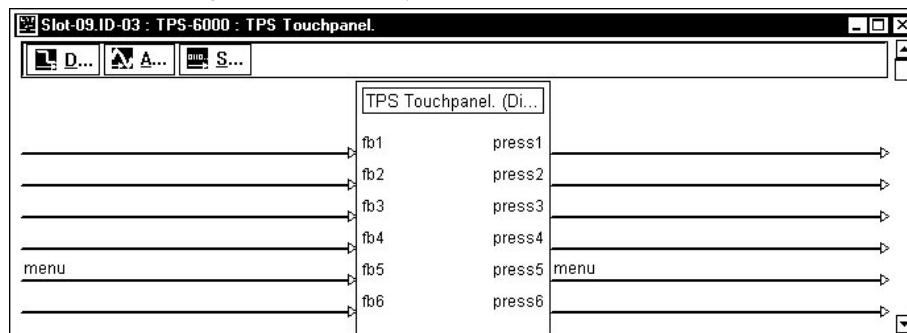 Slot-09.ID-03 : TPS-6000 : TPS Touchpanel.
D... A... S...
TPS Touchpanel. (Di...
fb1 press1
fb2 press2
fb3 press3
fb4 press4
menu fb5 press5 menu
fb6 press6